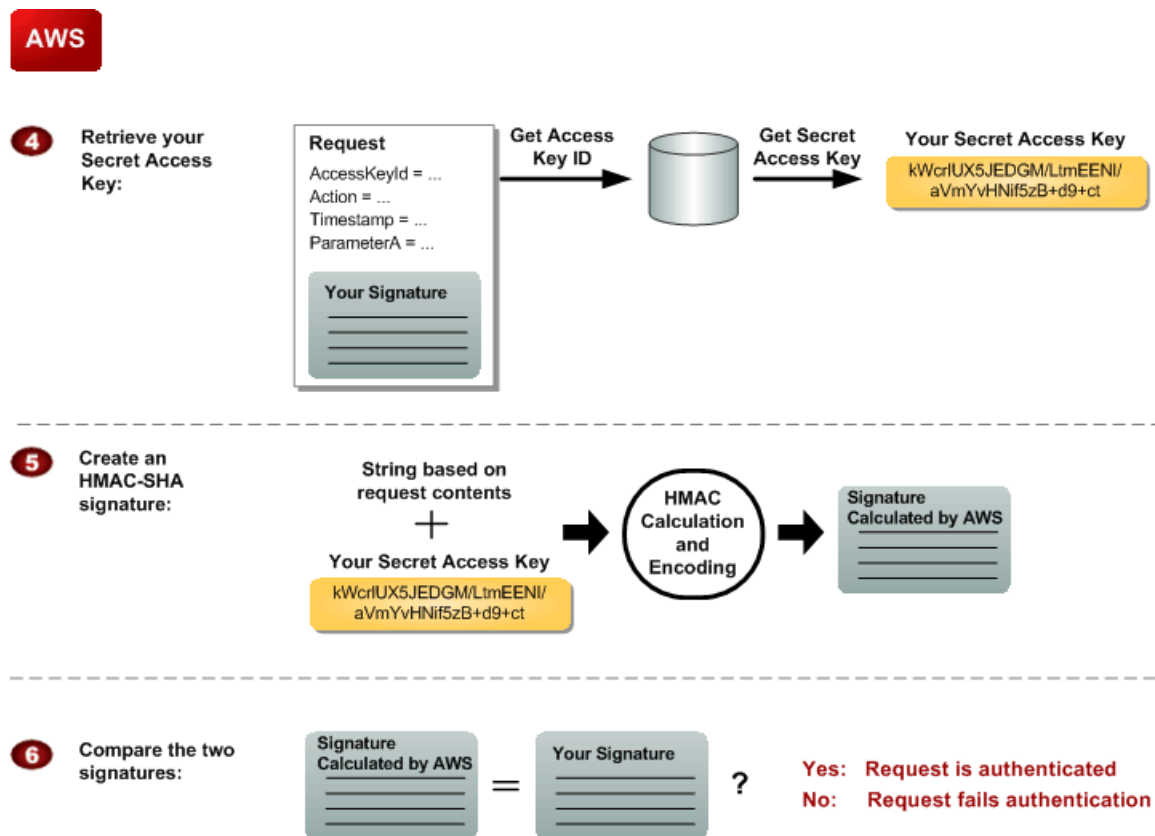 AWS
4
Retrieve your
Secret Access
Key:
Request
AccessKeyId = ...
Action = ...
Timestamp = ...
ParameterA = ...
Your Signature
Get Access
Key ID
Get Secret
Access Key
Your Secret Access Key
kWcrlUX5JEDGM/LtmEENI/
aVmYvHNif5zB+d9+ct
5
Create an
HMAC-SHA
signature:
String based on
request contents
+
Your Secret Access Key
kWcrlUX5JEDGM/LtmEENI/
aVmYvHNif5zB+d9+ct
HMAC
Calculation
and
Encoding
Signature
Calculated by AWS
6
Compare the two
signatures:
Signature
Calculated by AWS
=
Your Signature
?
Yes: Request is authenticated
No: Request fails authentication